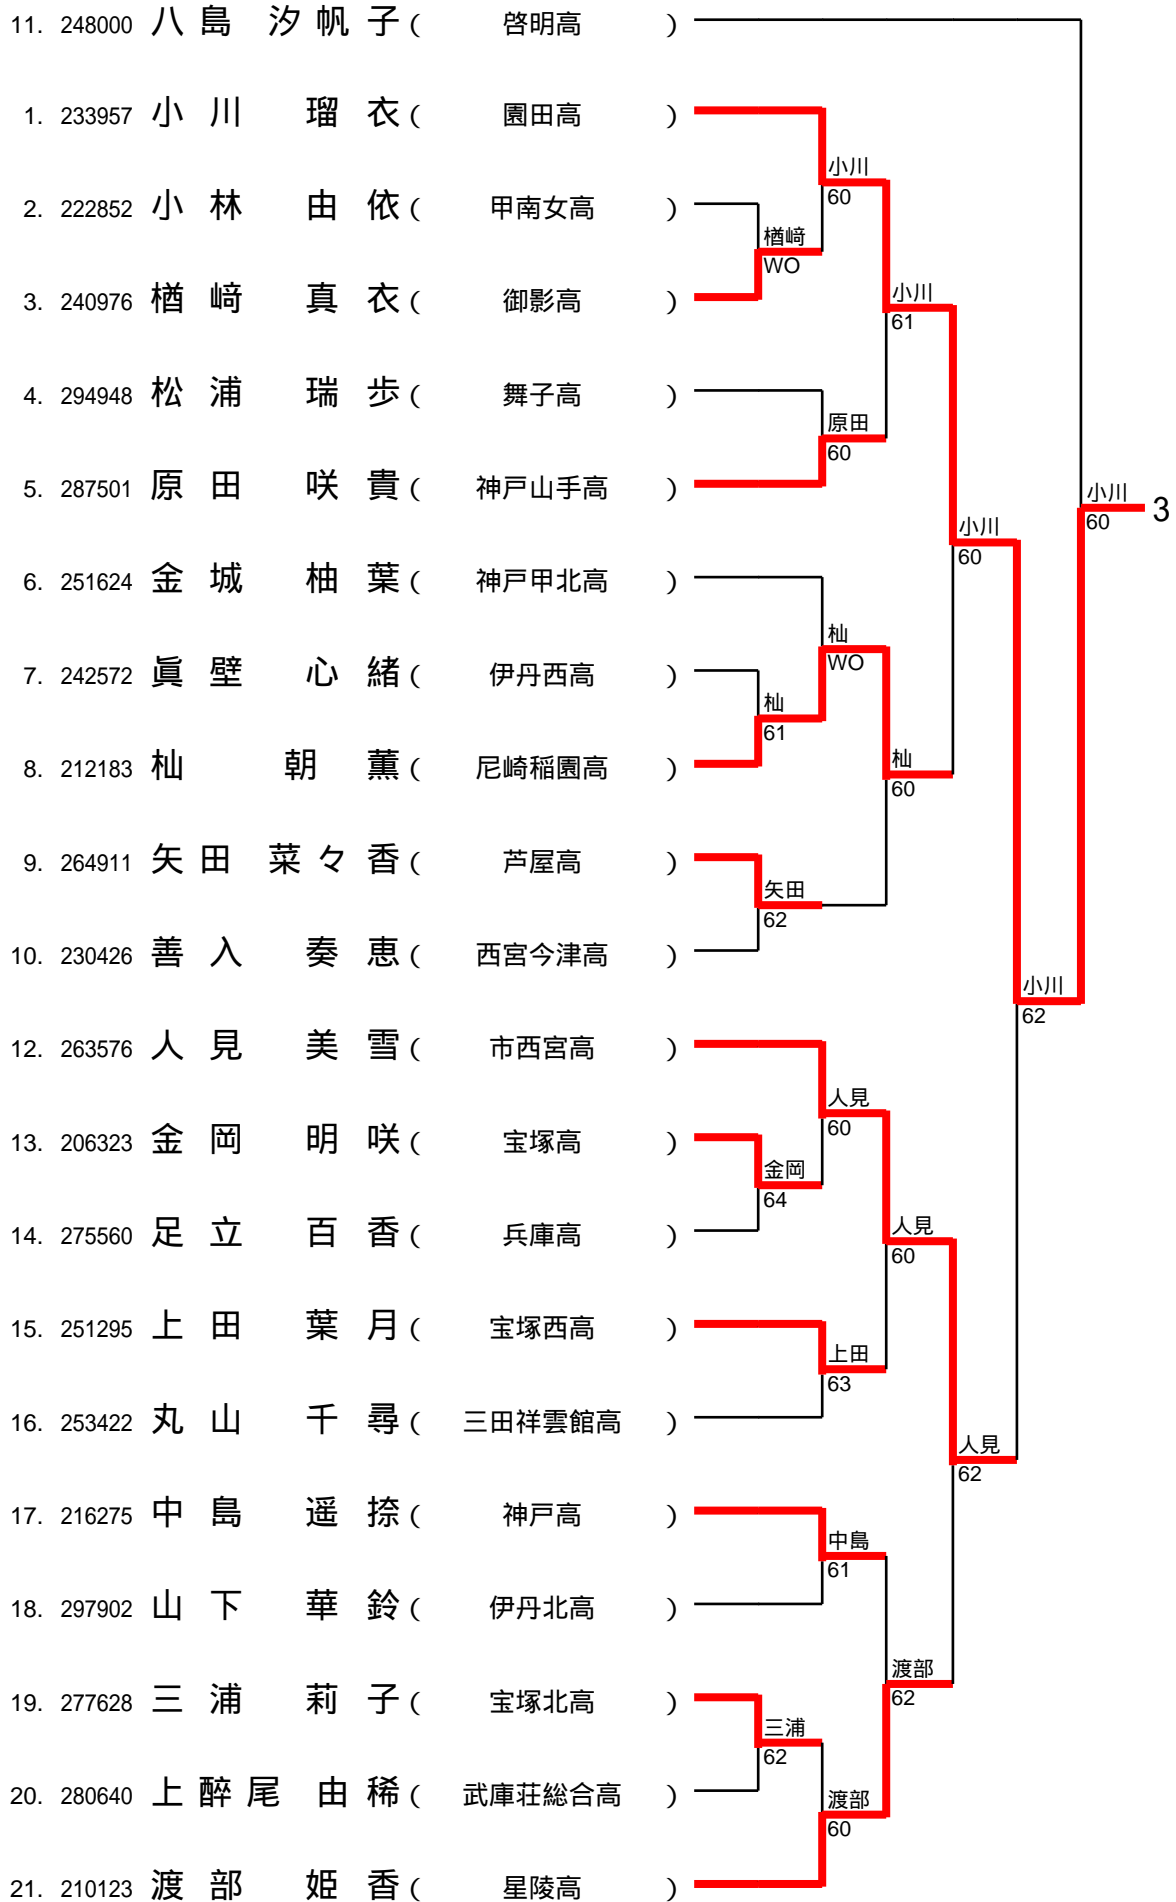 11. 248000 八島 汐帆子 ( 啓明高 )
1. 233957 小川 瑠衣 ( 園田高 )
小川
60
2. 222852 小林 由依 ( 甲南女高 )
楢﨑
WO
3. 240976 楢﨑 真衣 ( 御影高 )
小川
61
4. 294948 松浦 瑞歩 ( 舞子高 )
原田
60
5. 287501 原田 咲貴 ( 神戸山手高 )
小川
60
3
小川
60
6. 251624 金城 柚葉 ( 神戸甲北高 )
杣
WO
7. 242572 眞壁 心緒 ( 伊丹西高 )
杣
61
8. 212183 杣 朝薫 ( 尼崎稲園高 )
杣
60
9. 264911 矢田 菜々香 ( 芦屋高 )
矢田
62
10. 230426 善入 奏恵 ( 西宮今津高 )
小川
62
12. 263576 人見 美雪 ( 市西宮高 )
人見
60
13. 206323 金岡 明咲 ( 宝塚高 )
金岡
64
14. 275560 足立 百香 ( 兵庫高 )
人見
60
15. 251295 上田 葉月 ( 宝塚西高 )
上田
63
16. 253422 丸山 千尋 ( 三田祥雲館高 )
人見
62
17. 216275 中島 遥捺 ( 神戸高 )
中島
61
18. 297902 山下 華鈴 ( 伊丹北高 )
渡部
62
19. 277628 三浦 莉子 ( 宝塚北高 )
三浦
62
20. 280640 上醉尾 由稀 ( 武庫荘総合高 )
渡部
60
21. 210123 渡部 姫香 ( 星陵高 )